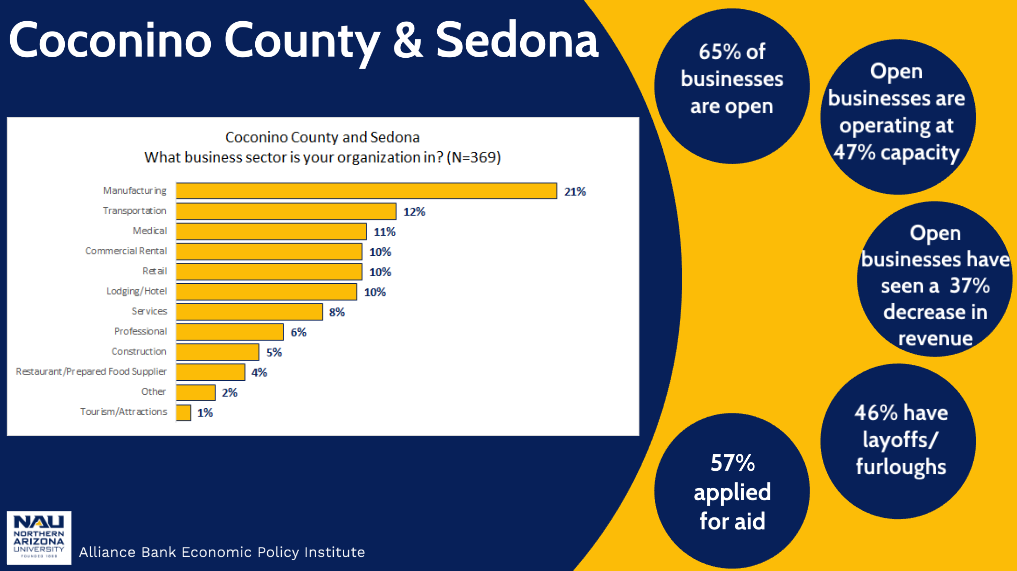 Coconino County & Sedona
Coconino County and Sedona
What business sector is your organization in? (N=369)
Manufacturing 21%
Transportation 12%
Medical 11%
Commercial Rental 10%
Retail 10%
Lodging/Hotel 10%
Services 8%
Professional 6%
Construction 5%
Restaurant/Prepared Food Supplier 4%
Other 2%
Tourism/Attractions 1%
65% of
businesses
are open
Open
businesses are
operating at
47% capacity
Open
businesses have
seen a 37%
decrease in
revenue
46% have
layoffs/
furloughs
57%
applied
for aid
NAU
NORTHERN
ARIZONA
UNIVERSITY
FOUNDED 1899
Alliance Bank Economic Policy Institute